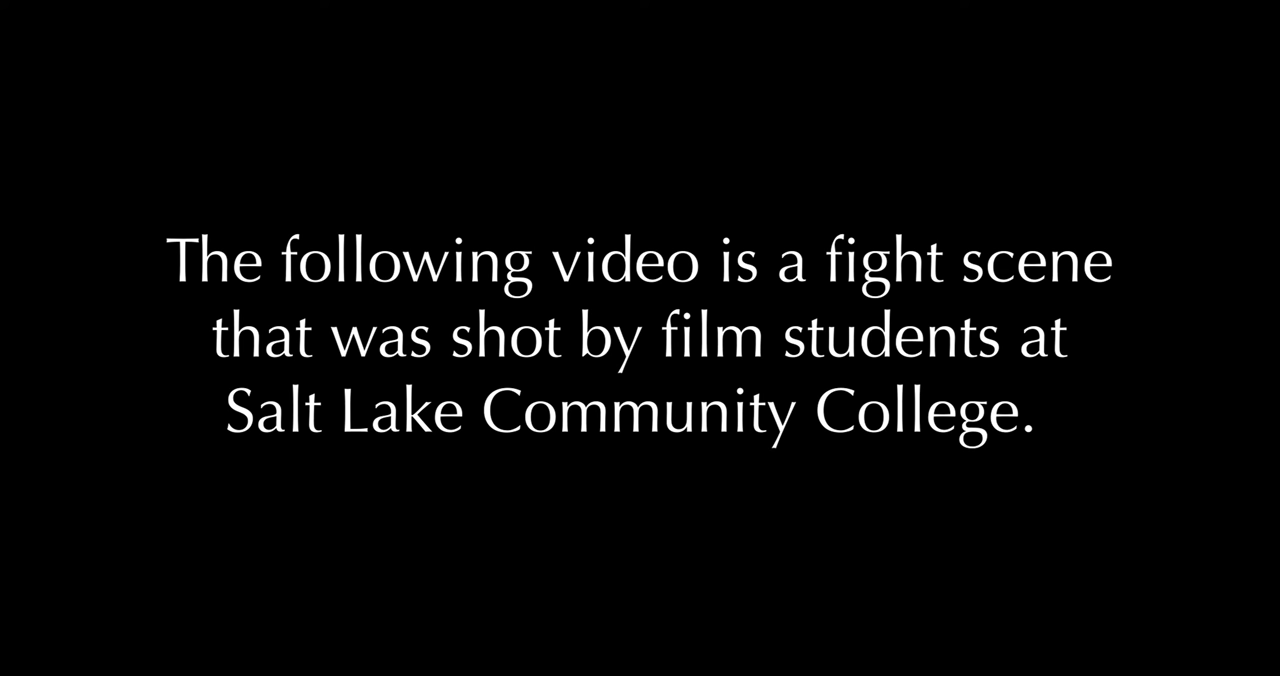 The following video is a fight scene
that was shot by film students at
Salt Lake Community College.